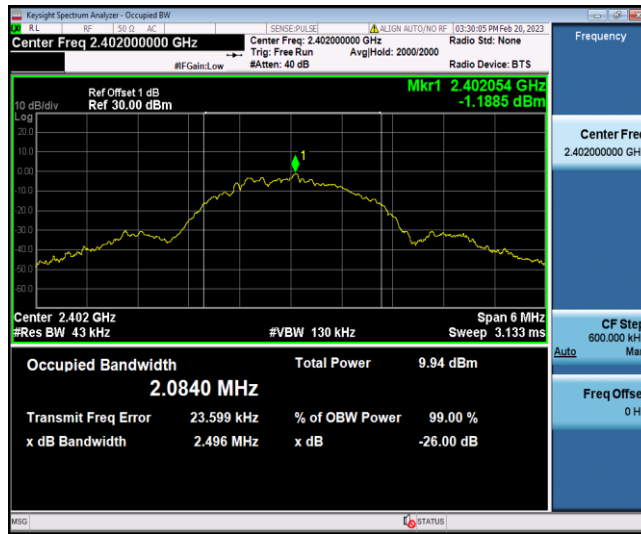 Keysight Spectrum Analyzer - Occupied BW
RL RF 50 Ω AC SENSE:PULSE ALIGN AUTO/NO RF 03:30:05 PM Feb 20, 2023
Center Freq 2.402000000 GHz
Center Freq: 2.402000000 GHz Radio Std: None
Trig: Free Run Avg|Hold: 2000/2000
#IFGain:Low #Atten: 40 dB Radio Device: BTS
Frequency
Ref Offset 1 dB
10 dB/div Ref 30.00 dBm
Mkr1 2.402054 GHz
-1.1885 dBm
Log
20.0
10.0
0.00
-10.0
-20.0
-30.0
-40.0
-50.0
-60.0
1
Center Fre
2.402000000 GH
Center 2.402 GHz Span 6 MHz
#Res BW 43 kHz #VBW 130 kHz Sweep 3.133 ms
CF Step
600.000 kH
Auto Ma
Occupied Bandwidth Total Power 9.94 dBm
2.0840 MHz
Transmit Freq Error 23.599 kHz % of OBW Power 99.00 %
x dB Bandwidth 2.496 MHz x dB -26.00 dB
Freq Offse
0 H
MSG STATUS